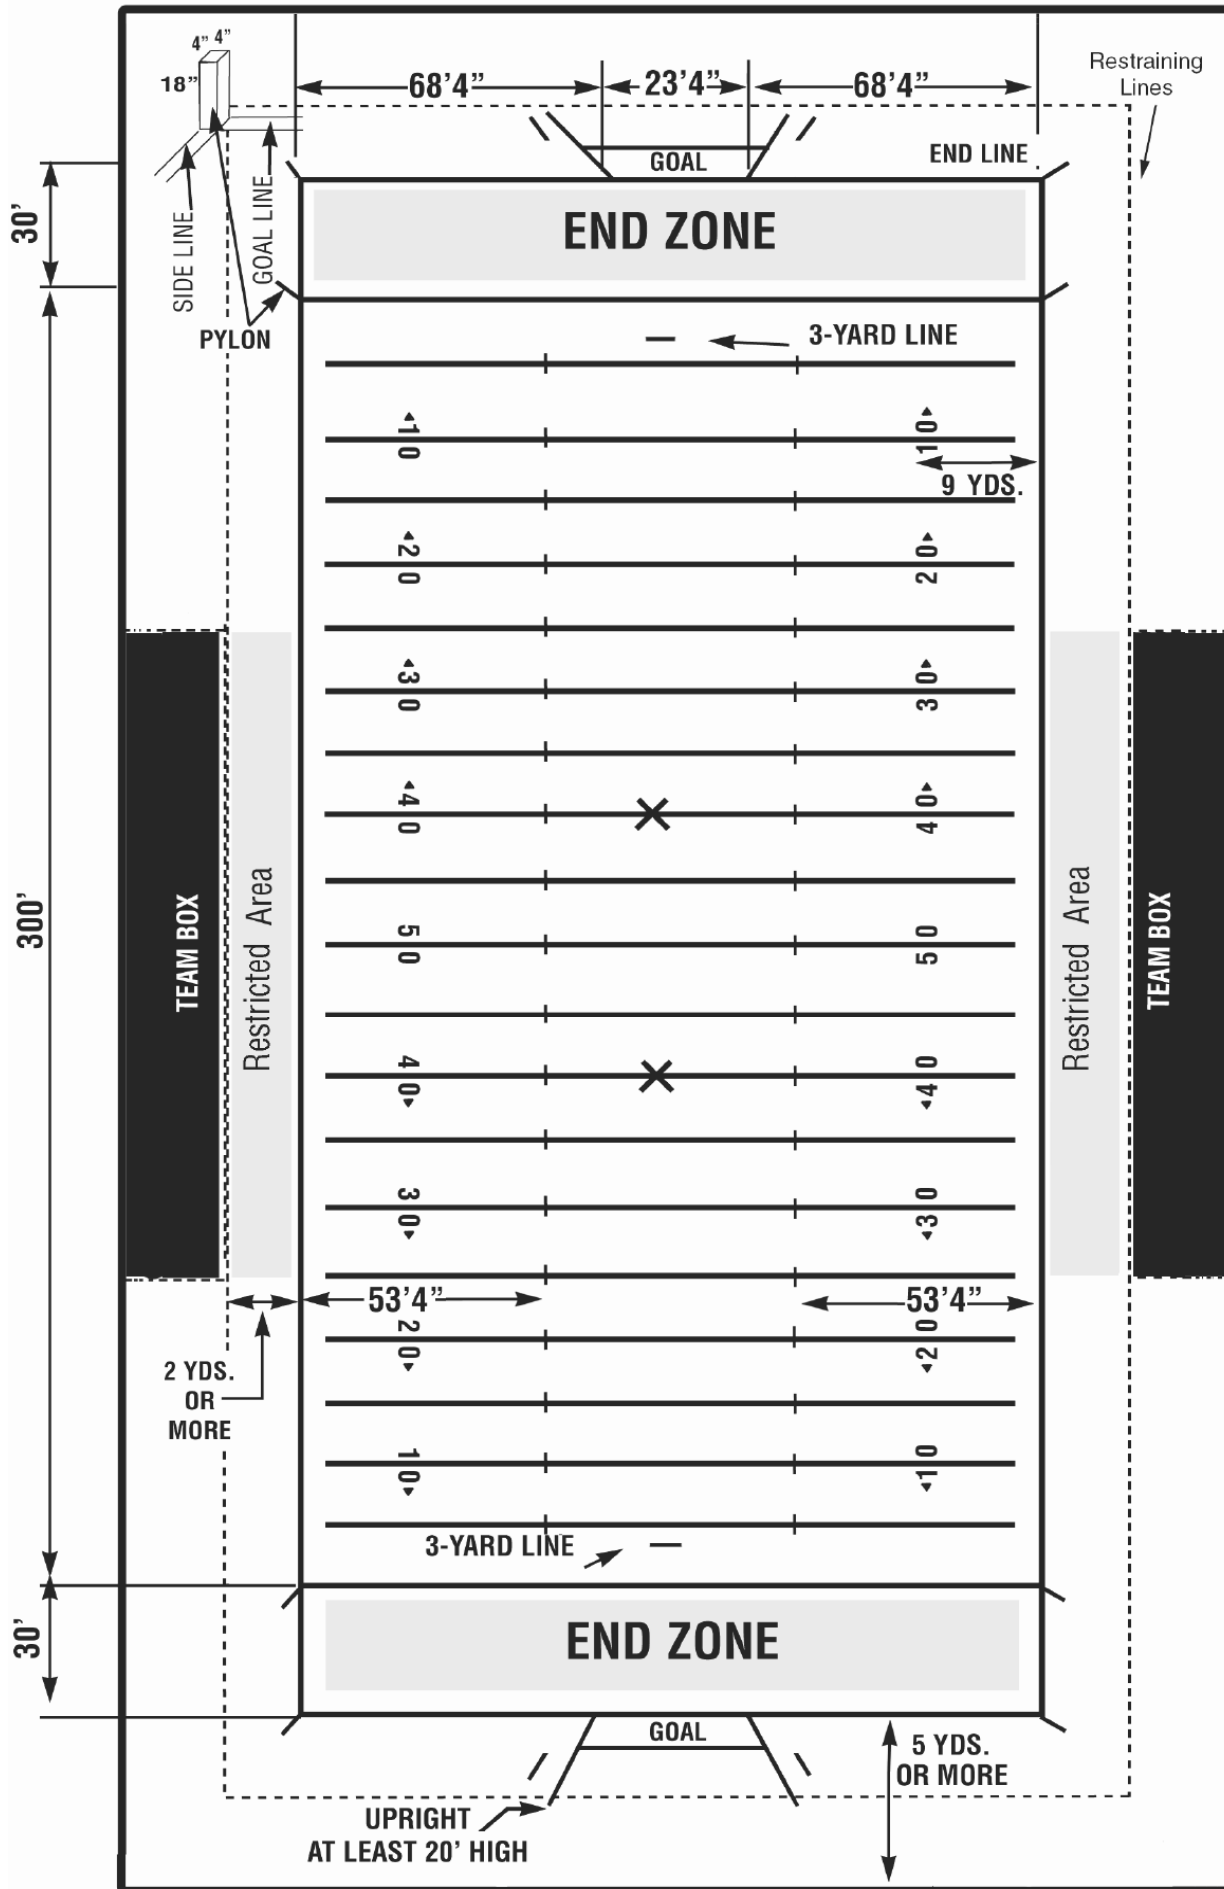 4” 4”
18”
68’4”
23’4”
68’4”
Restraining
Lines
GOAL
END LINE
30’
END ZONE
SIDE LINE
GOAL LINE
PYLON
3-YARD LINE
10
10
9 YDS.
20
20
30
30
40
40
300’
TEAM BOX
Restricted Area
50
50
Restricted Area
TEAM BOX
40
40
30
30
53’4”
53’4”
20
20
2 YDS.
OR
MORE
10
10
3-YARD LINE
30’
END ZONE
GOAL
5 YDS.
OR MORE
UPRIGHT
AT LEAST 20’ HIGH